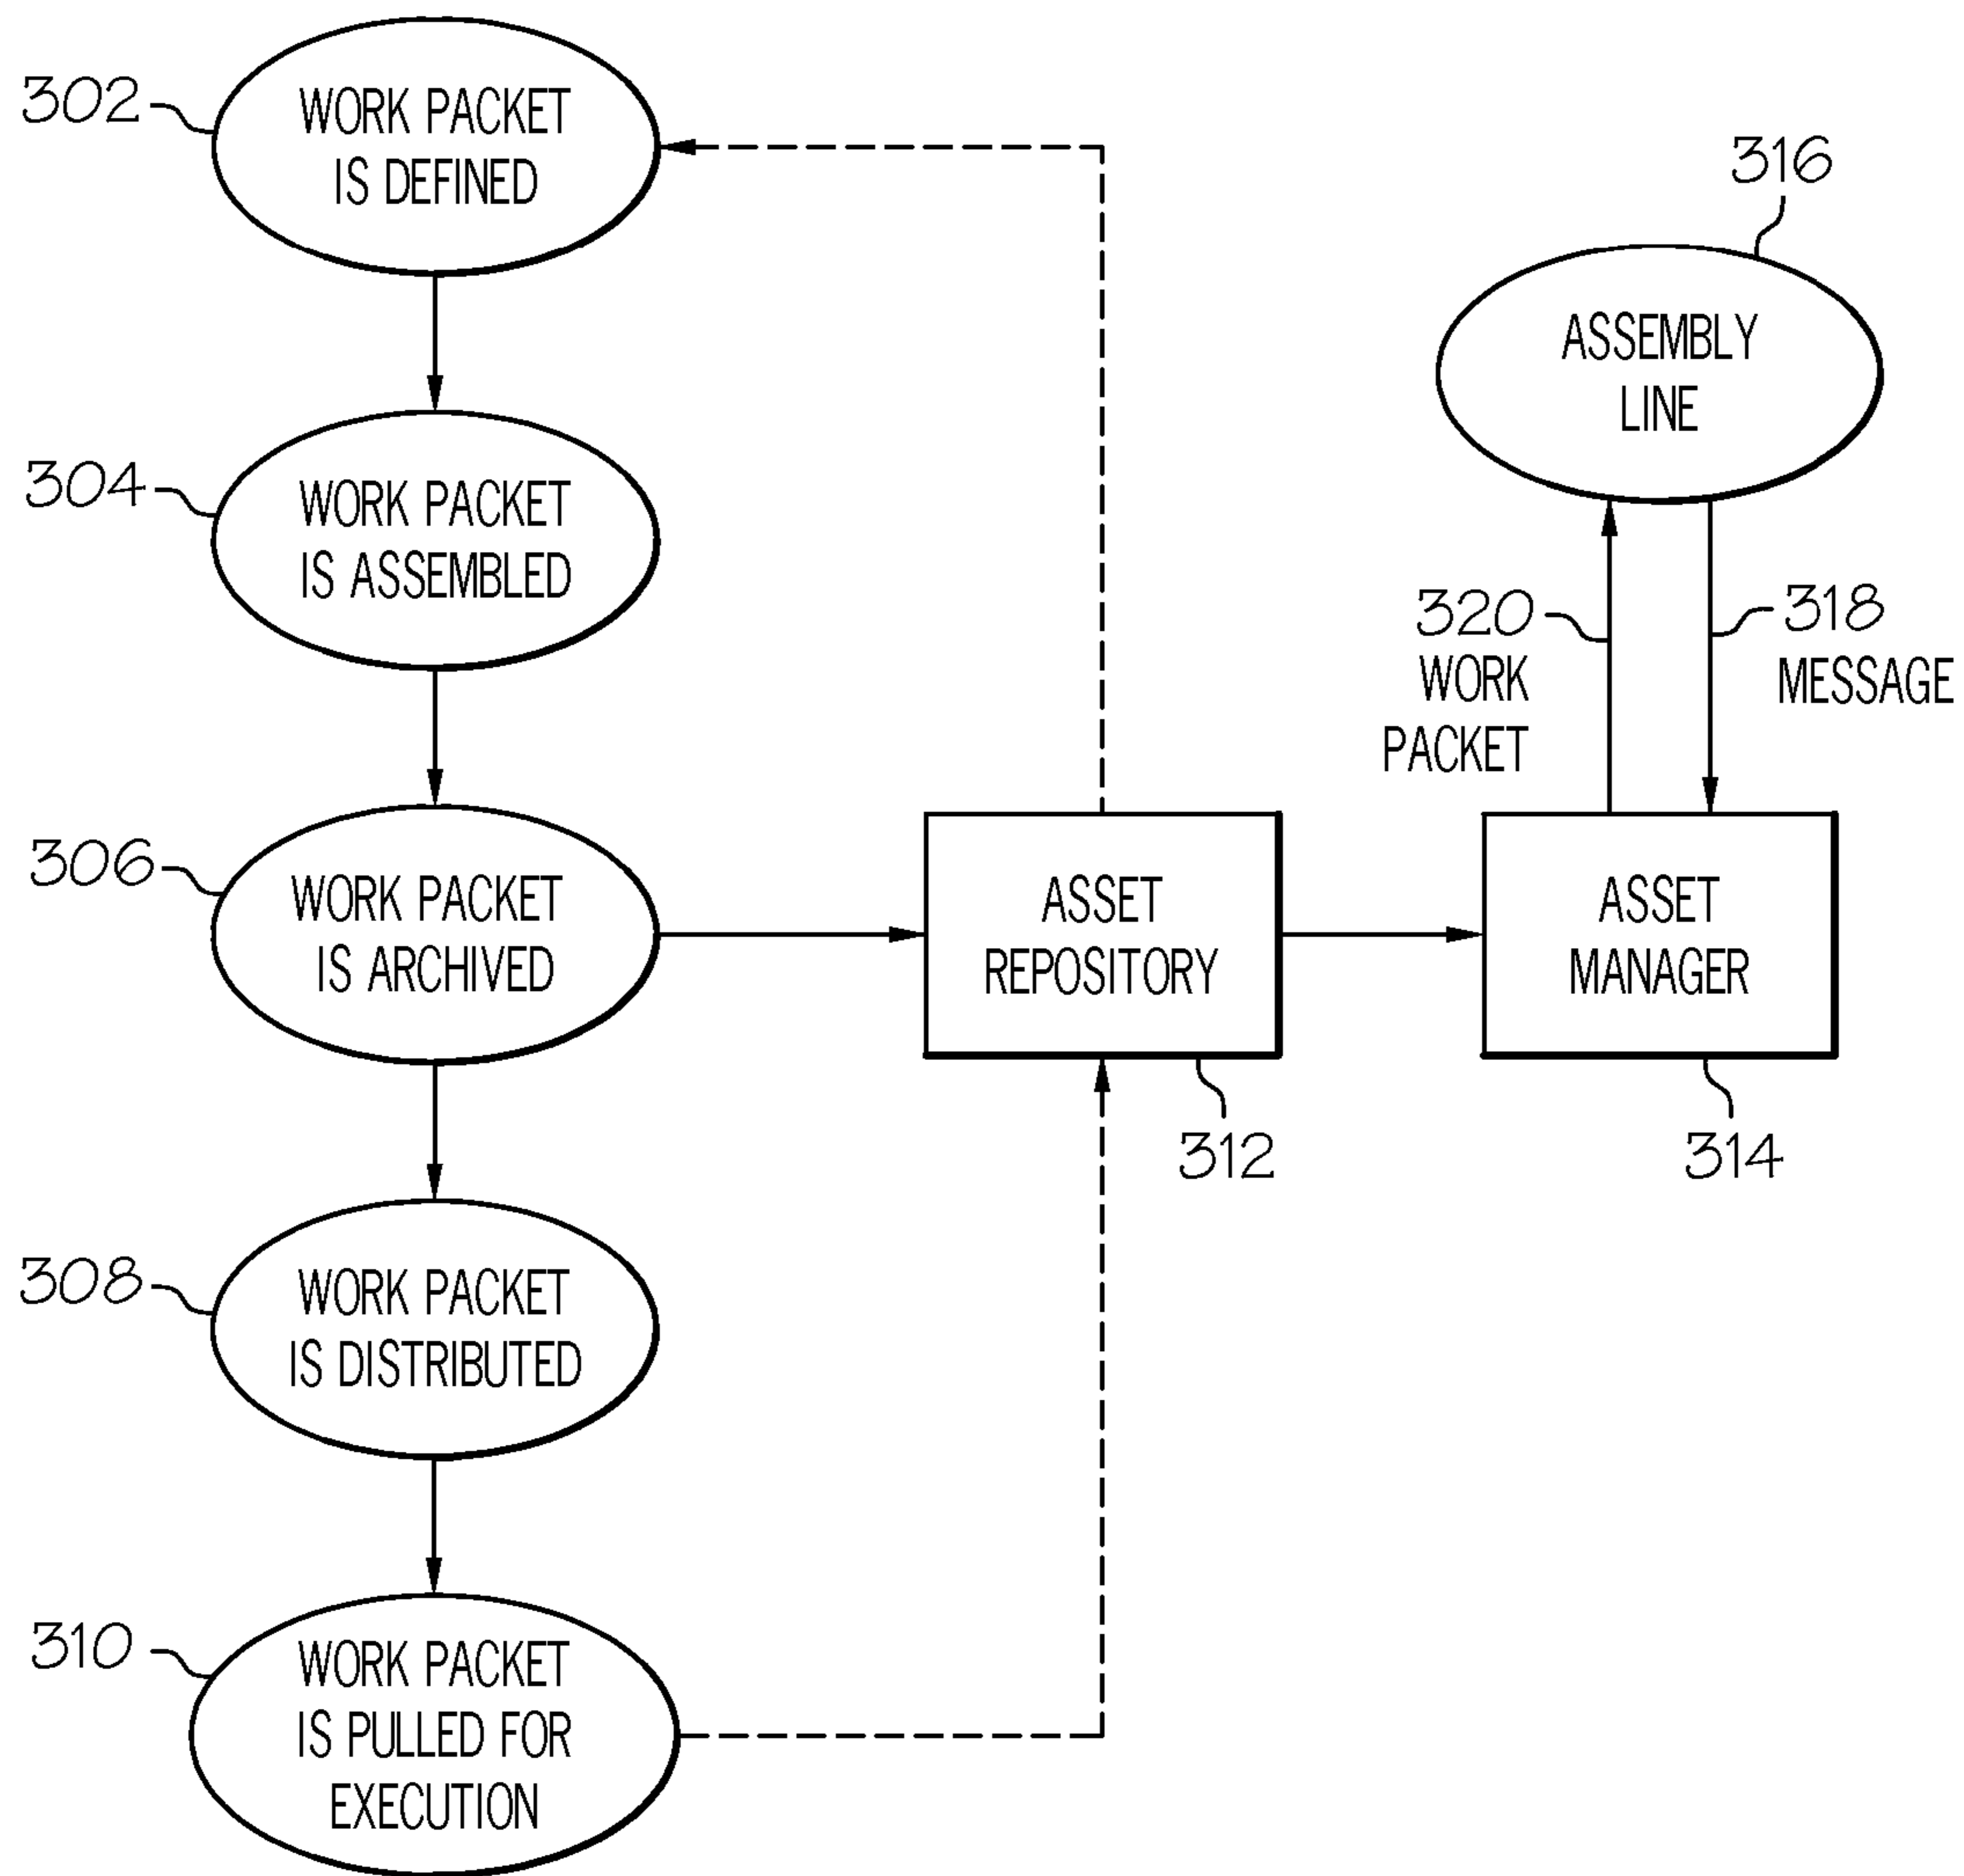 302
WORK PACKET
IS DEFINED
304
WORK PACKET
IS ASSEMBLED
306
WORK PACKET
IS ARCHIVED
308
WORK PACKET
IS DISTRIBUTED
310
WORK PACKET
IS PULLED FOR
EXECUTION
ASSET
REPOSITORY
312
316
ASSEMBLY
LINE
320
WORK
PACKET
318
MESSAGE
ASSET
MANAGER
314